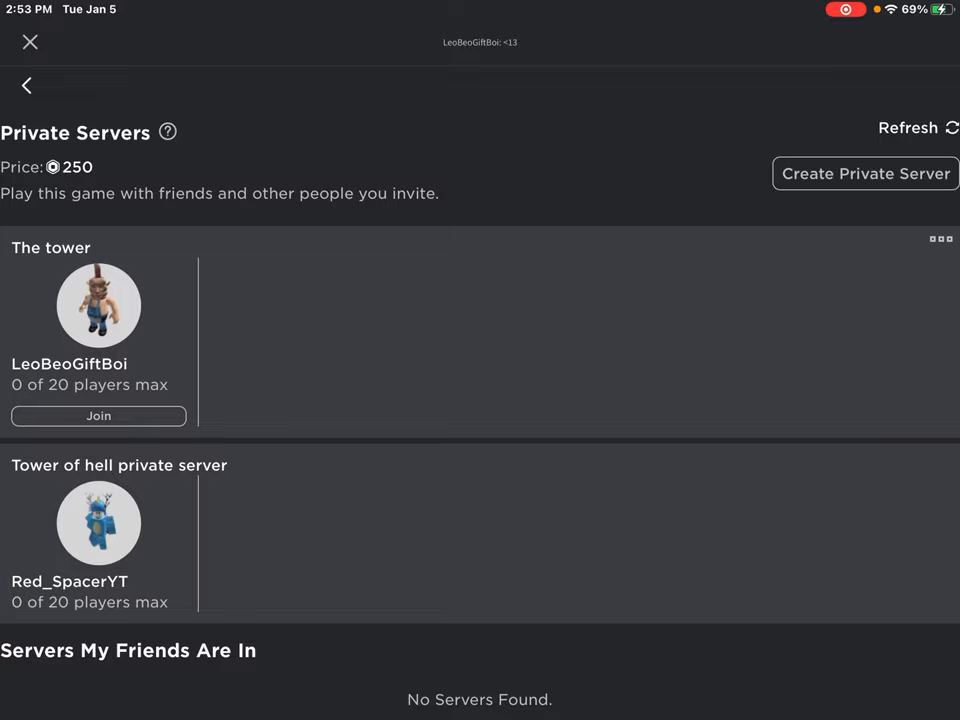 2:53 PM Tue Jan 5
69%
LeoBeoGiftBoi: <13
Private Servers ?
Refresh
Price: 250
Create Private Server
Play this game with friends and other people you invite.
The tower
LeoBeoGiftBoi
0 of 20 players max
Join
Tower of hell private server
Red_SpacerYT
0 of 20 players max
Servers My Friends Are In
No Servers Found.